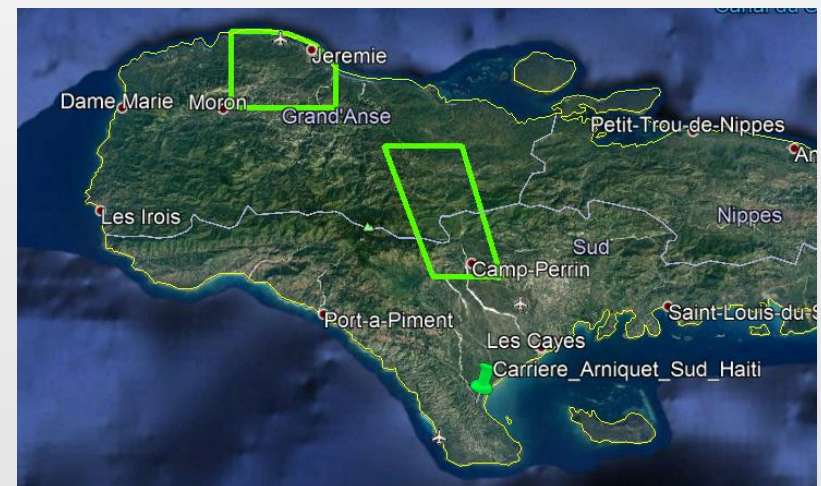 Jeremie
Dame Marie
Moron
Grand'Anse
Petit-Trou-de-Nippes
Les Irois
Nippes
Sud
Camp-Perrin
Port-a-Piment
Saint-Louis-du-S
Les Cayes
Carriere_Arniquet_Sud_Haiti